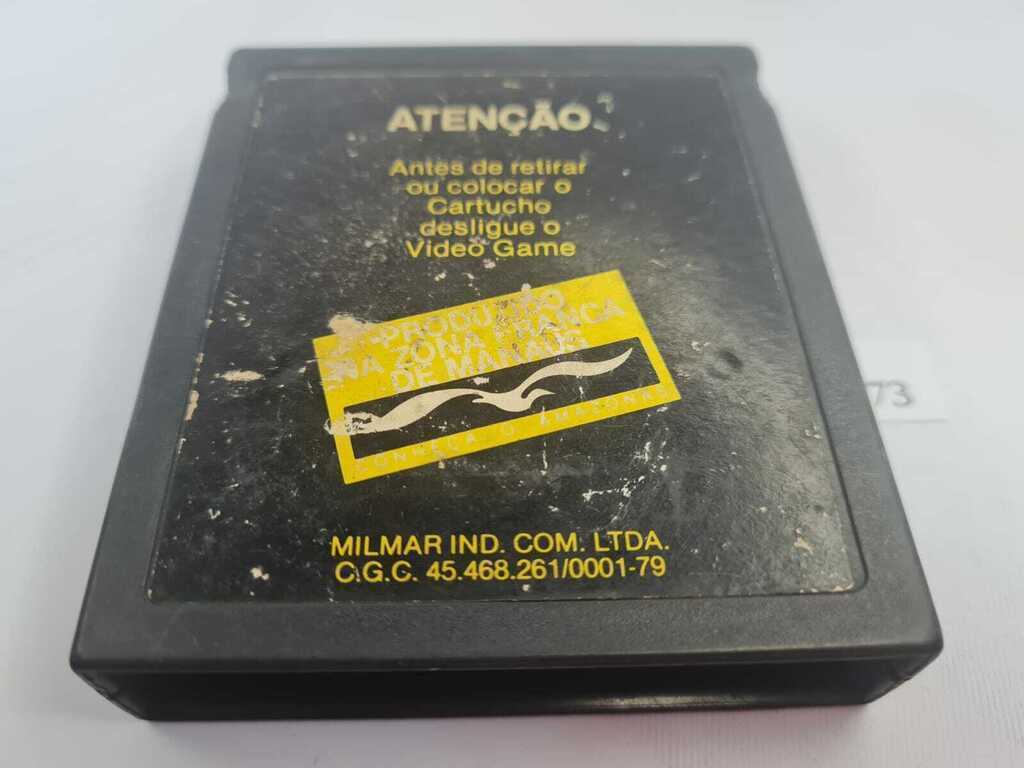 ATENÇÃO
Antes de retirar
ou colocar o
Cartucho
desligue o
Video Game
PRODUZIDO
NA ZONA FRANCA
DE MANAUS
CONHEÇA O AMAZONAS
MILMAR IND. COM. LTDA.
C.G.C. 45.468.261/0001-79
73